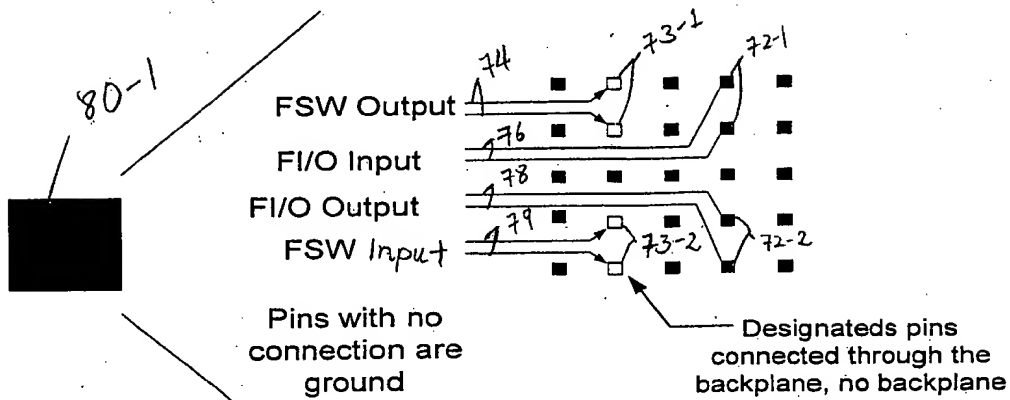 80-1
74
73-1
72-1
FSW Output
76
FI/O Input
78
FI/O Output
79
FSW Input
73-2
72-2
Pins with no
connection are
ground
Designateds pins
connected through the
backplane, no backplane